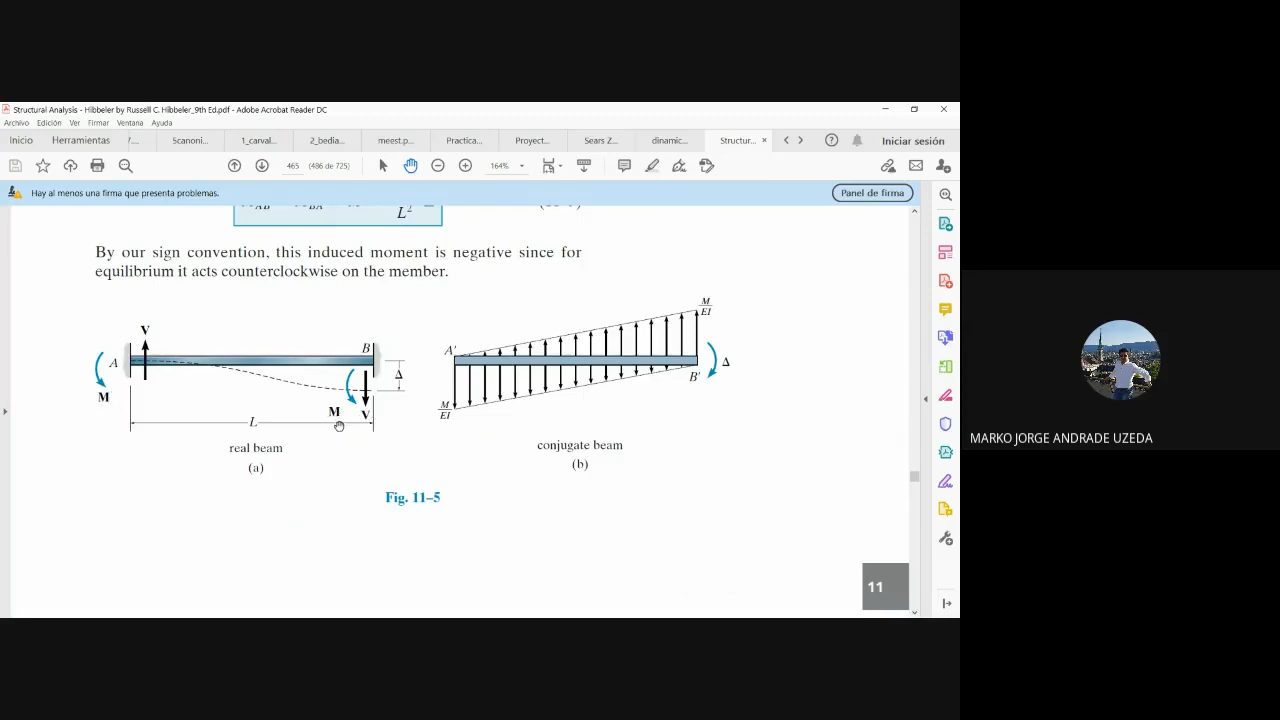 Structural Analysis - Hibbeler by Russell C. Hibbeler_9th Ed.pdf - Adobe Acrobat Reader DC
Archivo Edición Ver Firmar Ventana Ayuda
Inicio Herramientas Scanoni... 1_carval... 2_bedia... meest.p... Practica... Proyect... Sears Z... dinamic... Structur... × Iniciar sesión
465 (486 de 725) 164%
Hay al menos una firma que presenta problemas. Panel de firma
L²
By our sign convention, this induced moment is negative since for
equilibrium it acts counterclockwise on the member.
V
A
B
M
Δ
M
V
L
real beam
(a)
M
EI
A′
B′
Δ
M
EI
conjugate beam
(b)
Fig. 11–5
11
MARKO JORGE ANDRADE UZEDA